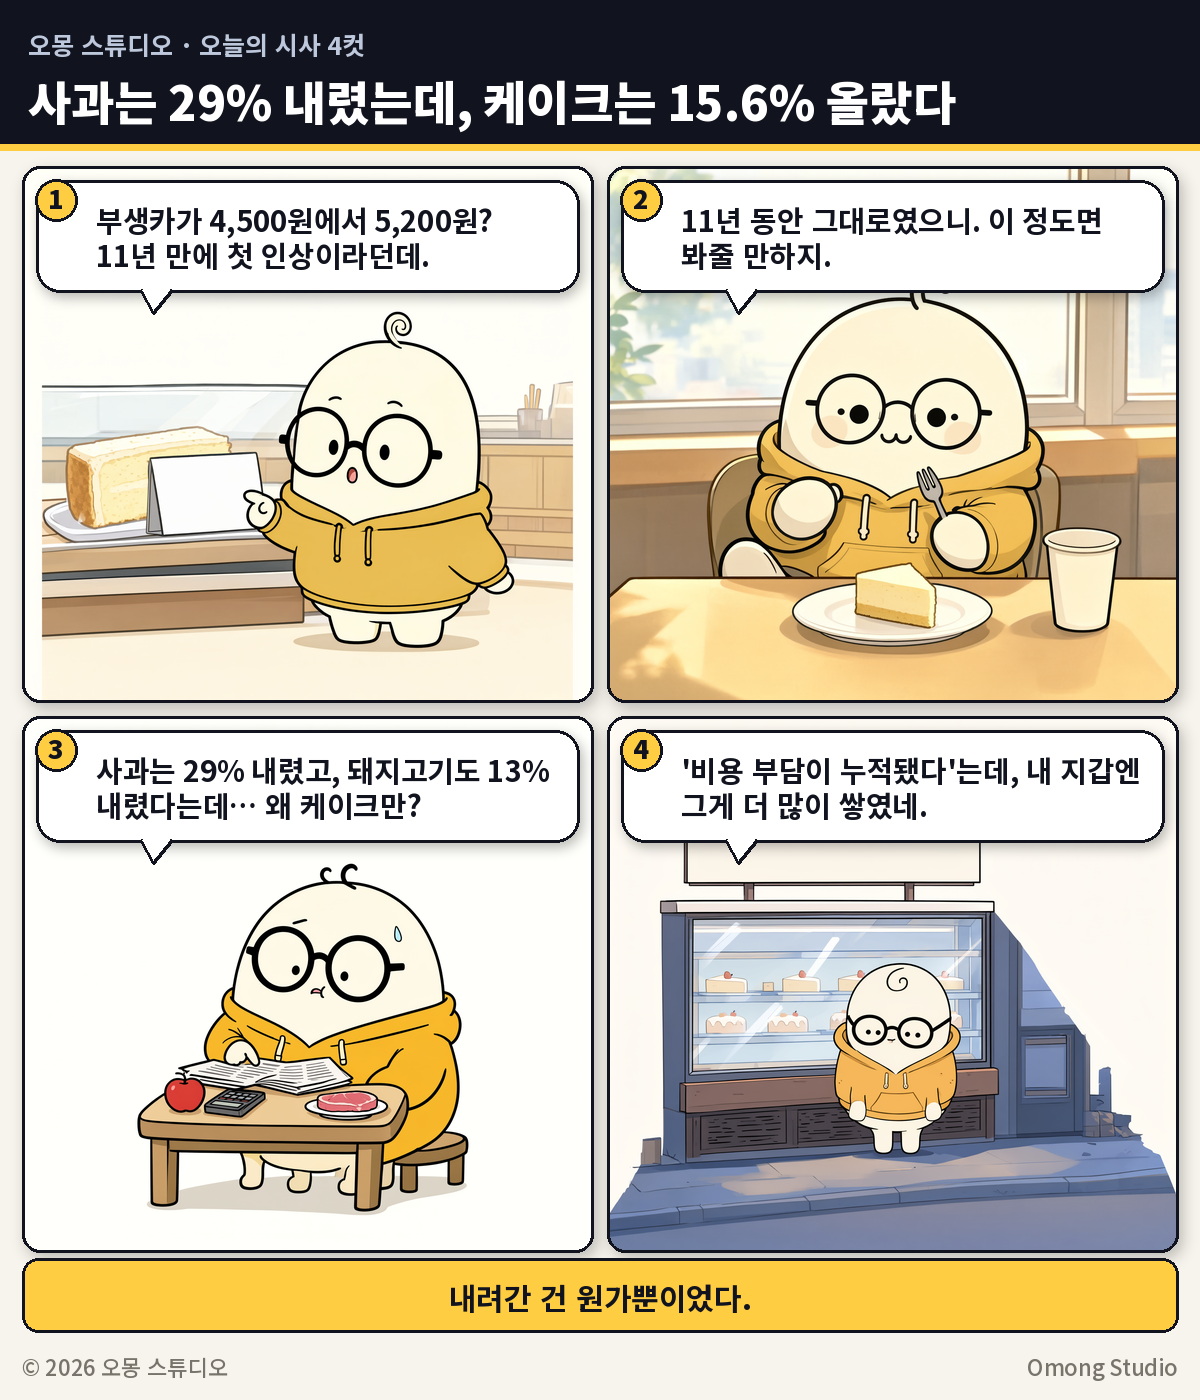 오몽 스튜디오 · 오늘의 시사 4컷
사과는 29% 내렸는데, 케이크는 15.6% 올랐다
1
부생카가 4,500원에서 5,200원?
11년 만에 첫 인상이라던데.
2
11년 동안 그대로였으니. 이 정도면
봐줄 만하지.
3
사과는 29% 내렸고, 돼지고기도 13%
내렸다는데… 왜 케이크만?
4
'비용 부담이 누적됐다'는데, 내 지갑엔
그게 더 많이 쌓였네.
내려간 건 원가뿐이었다.
© 2026 오몽 스튜디오
Omong Studio